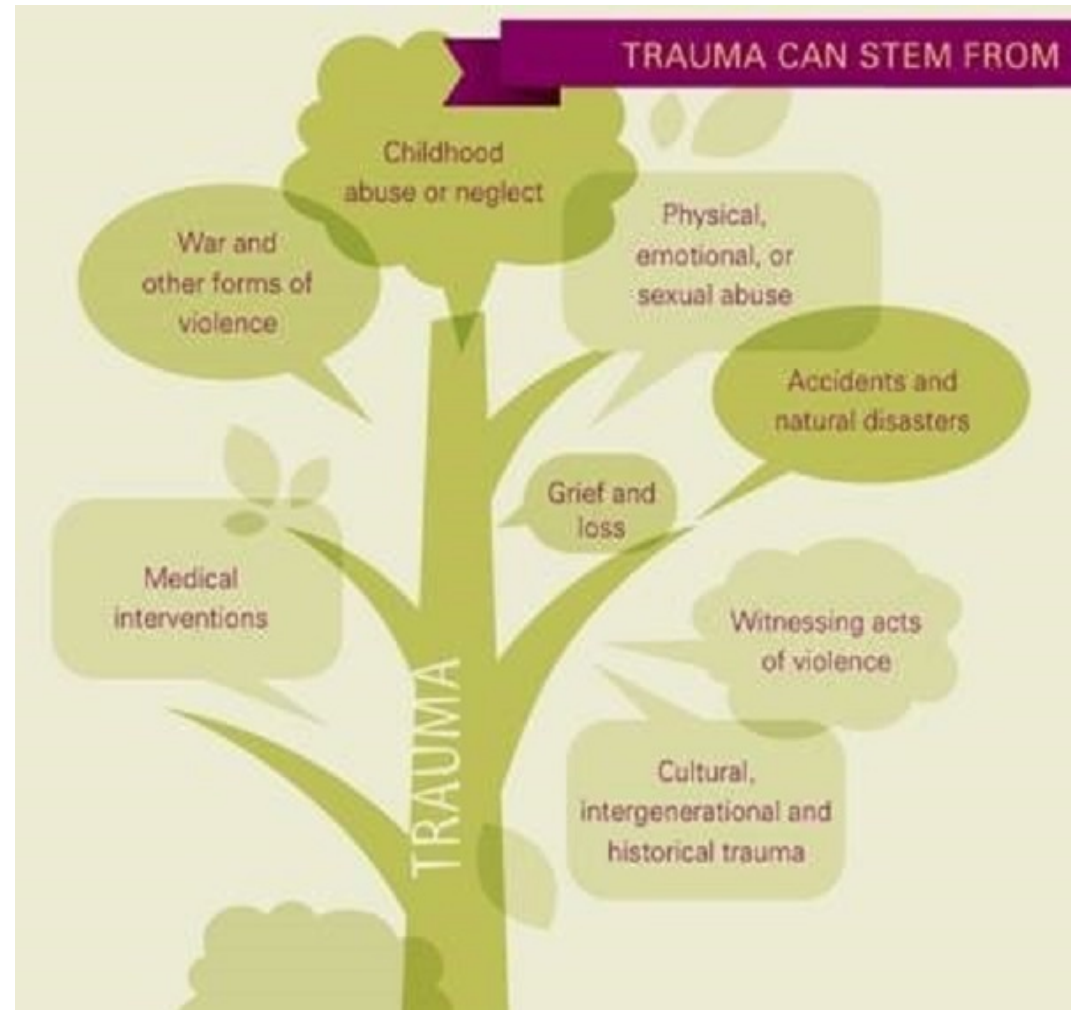 TRAUMA CAN STEM FROM
Childhood
abuse or neglect
War and
other forms of
violence
Physical,
emotional, or
sexual abuse
Accidents and
natural disasters
Grief and
loss
Medical
interventions
Witnessing acts
of violence
Cultural,
intergenerational and
historical trauma
TRAUMA